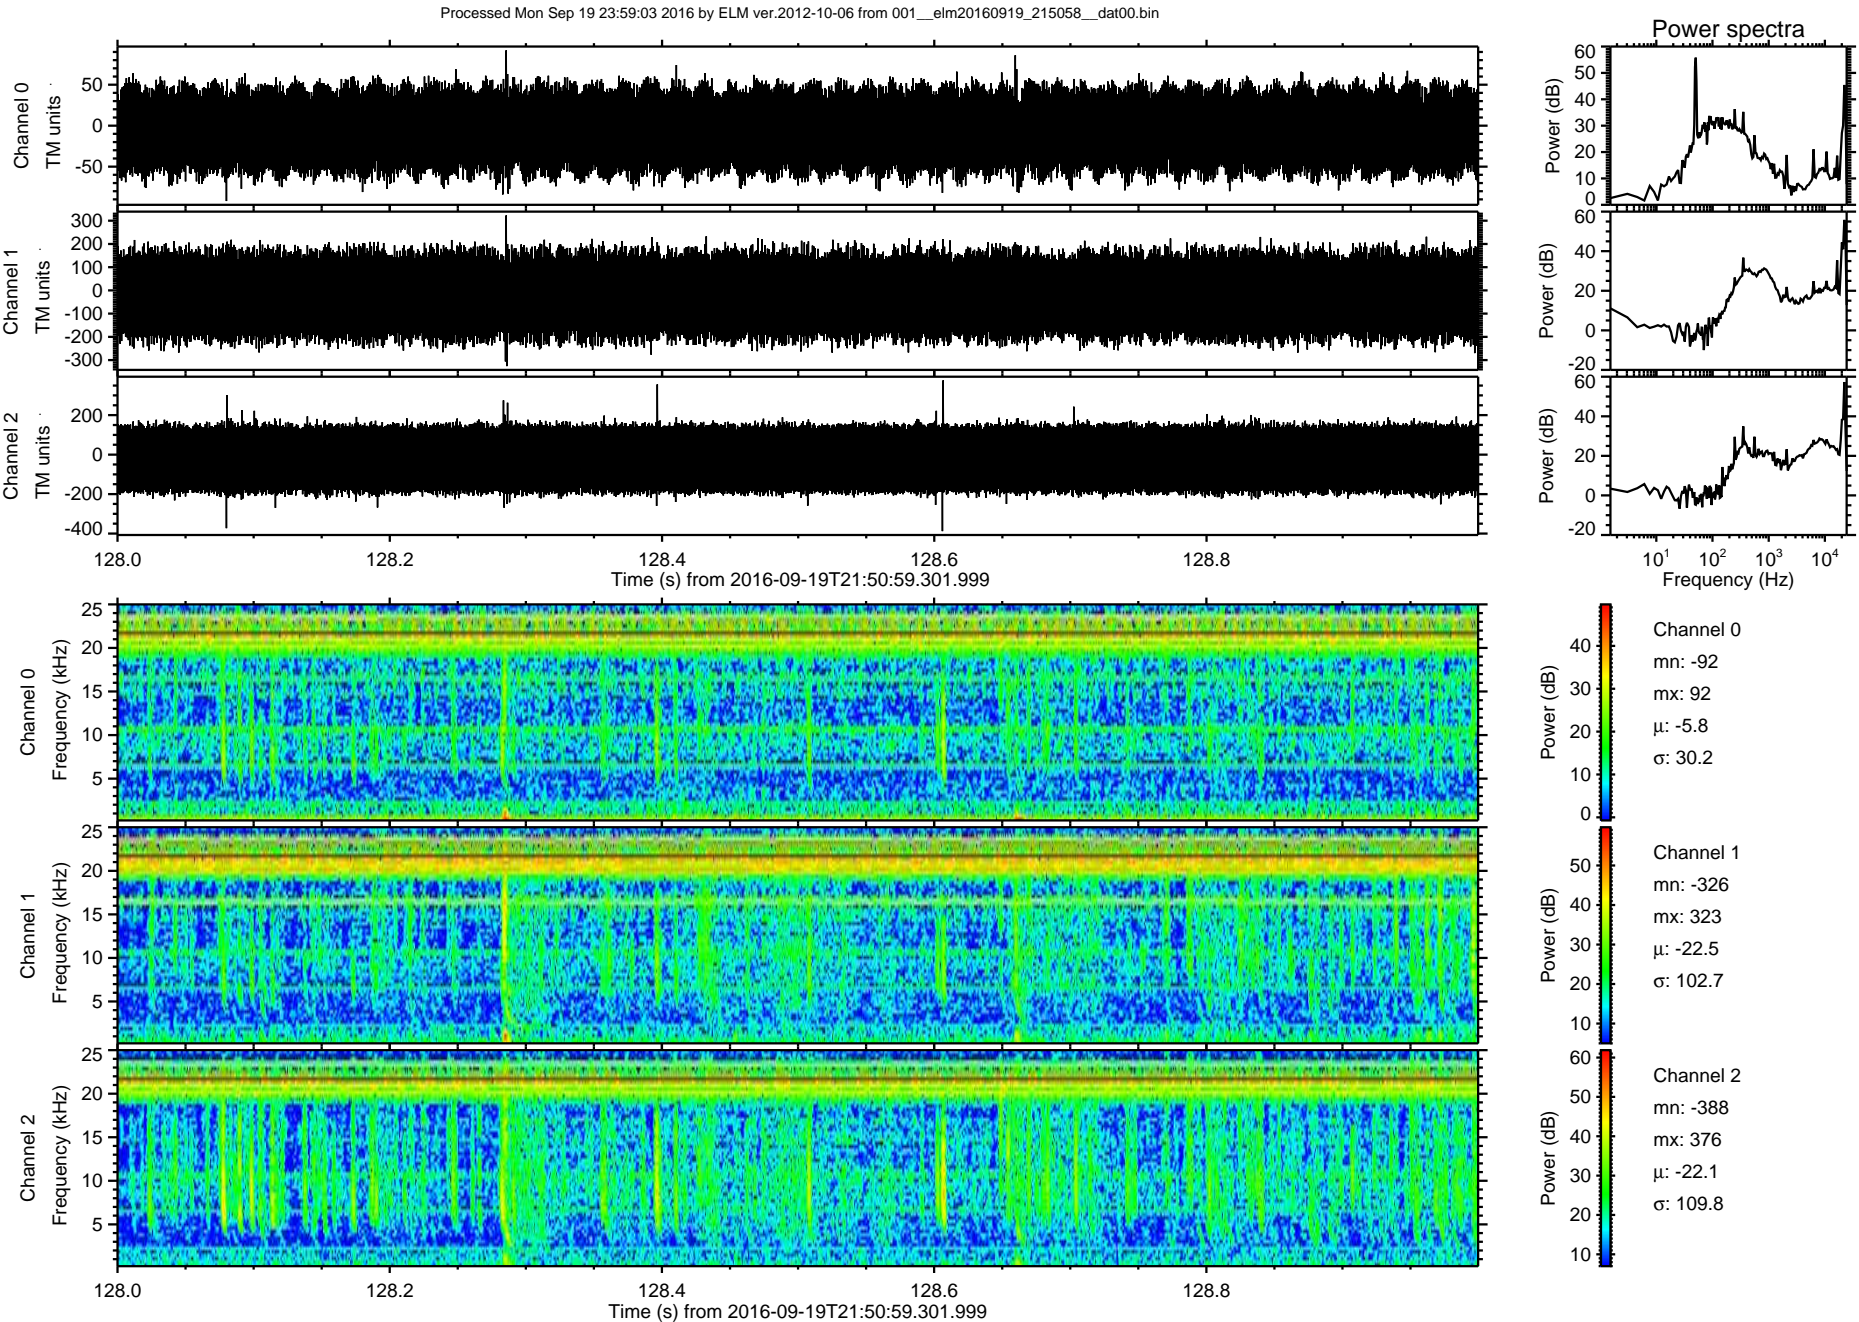 Processed Mon Sep 19 23:59:03 2016 by ELM ver.2012-10-06 from 001__elm20160919_215058__dat00.bin
Power spectra
Channel 0
TM units
50
0
-50
Power (dB)
60
50
40
30
20
10
0
Channel 1
TM units
300
200
100
0
-100
-200
-300
Power (dB)
60
40
20
0
-20
Channel 2
TM units
200
0
-200
-400
Power (dB)
60
40
20
0
-20
128.0 128.2 128.4 128.6 128.8
Time (s) from 2016-09-19T21:50:59.301.999
10^1 10^2 10^3 10^4
Frequency (Hz)
Channel 0
Frequency (kHz)
25
20
15
10
5
Power (dB)
40
30
20
10
0
Channel 0
mn: -92
mx: 92
μ: -5.8
σ: 30.2
Channel 1
Frequency (kHz)
25
20
15
10
5
Power (dB)
50
40
30
20
10
Channel 1
mn: -326
mx: 323
μ: -22.5
σ: 102.7
Channel 2
Frequency (kHz)
25
20
15
10
5
Power (dB)
60
50
40
30
20
10
Channel 2
mn: -388
mx: 376
μ: -22.1
σ: 109.8
128.0 128.2 128.4 128.6 128.8
Time (s) from 2016-09-19T21:50:59.301.999